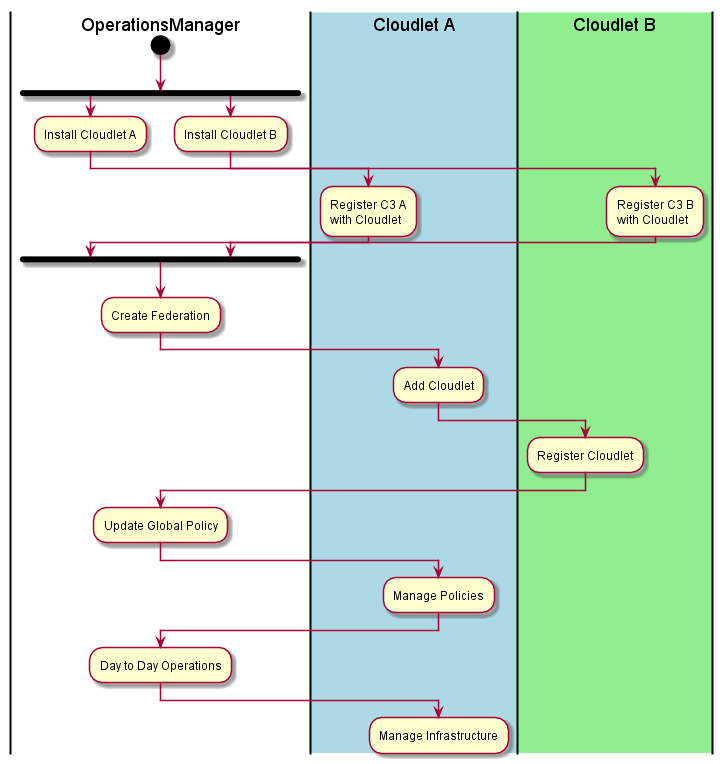 OperationsManager
Cloudlet A
Cloudlet B
Install Cloudlet A
Install Cloudlet B
Register C3 A
with Cloudlet
Register C3 B
with Cloudlet
Create Federation
Add Cloudlet
Register Cloudlet
Update Global Policy
Manage Policies
Day to Day Operations
Manage Infrastructure